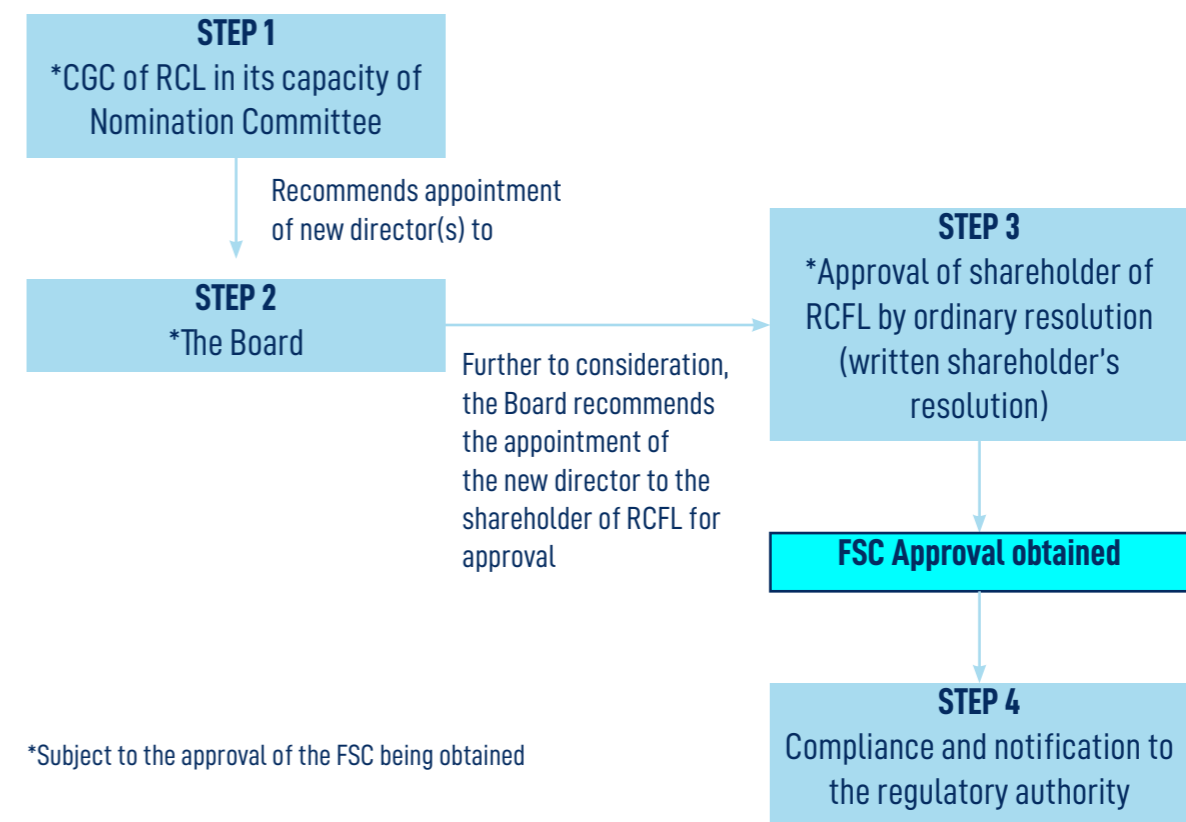 STEP 1
*CGC of RCL in its capacity of
Nomination Committee
Recommends appointment
of new director(s) to
STEP 2
*The Board
Further to consideration,
the Board recommends
the appointment of
the new director to the
shareholder of RCFL for
approval
STEP 3
*Approval of shareholder of
RCFL by ordinary resolution
(written shareholder's
resolution)
FSC Approval obtained
STEP 4
Compliance and notification to
the regulatory authority
*Subject to the approval of the FSC being obtained